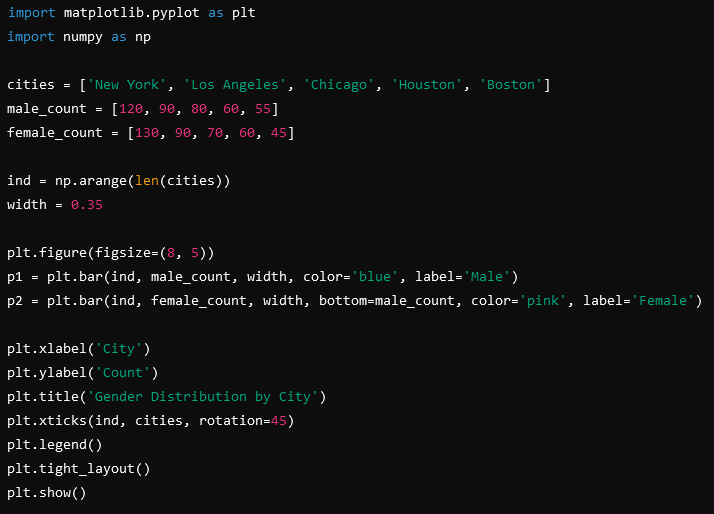 import matplotlib.pyplot as plt
import numpy as np
cities = ['New York', 'Los Angeles', 'Chicago', 'Houston', 'Boston']
male_count = [120, 90, 80, 60, 55]
female_count = [130, 90, 70, 60, 45]
ind = np.arange(len(cities))
width = 0.35
plt.figure(figsize=(8, 5))
p1 = plt.bar(ind, male_count, width, color='blue', label='Male')
p2 = plt.bar(ind, female_count, width, bottom=male_count, color='pink', label='Female')
plt.xlabel('City')
plt.ylabel('Count')
plt.title('Gender Distribution by City')
plt.xticks(ind, cities, rotation=45)
plt.legend()
plt.tight_layout()
plt.show()